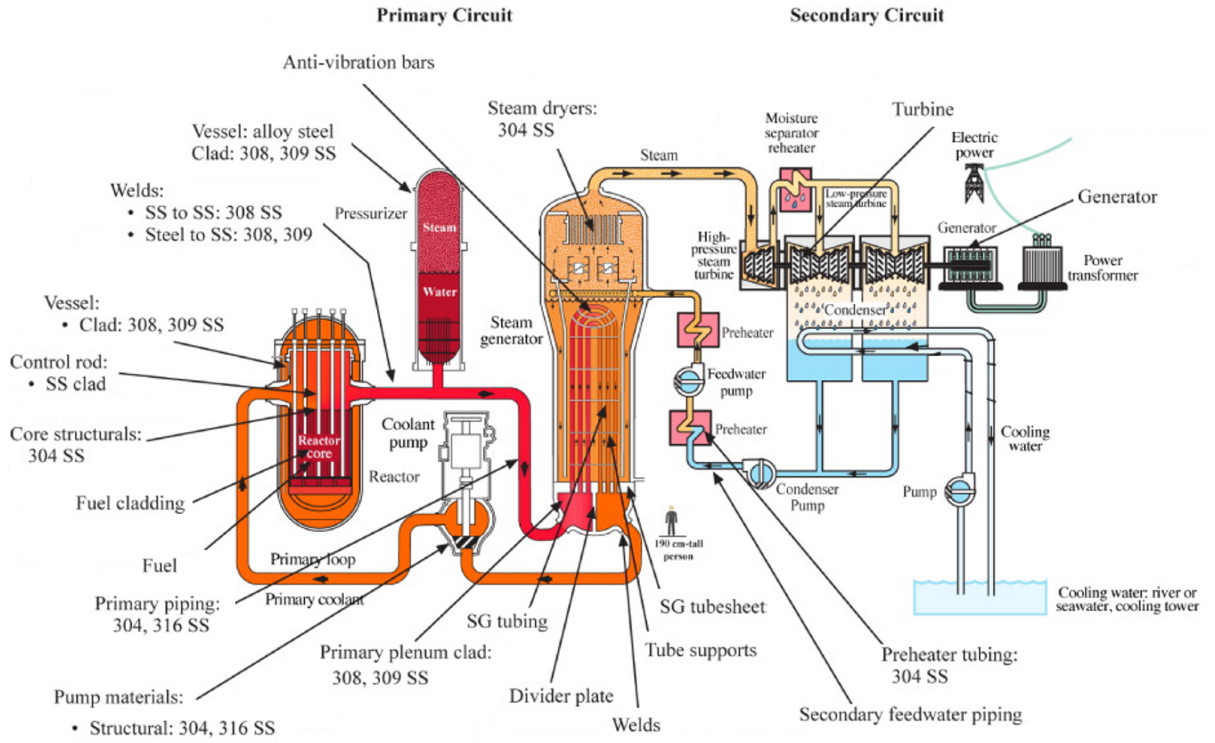 Primary Circuit
Secondary Circuit
Anti-vibration bars
Steam dryers:
304 SS
Turbine
Moisture
separator
reheater
Electric
power
Vessel: alloy steel
Clad: 308, 309 SS
Steam
Welds:
• SS to SS: 308 SS
• Steel to SS: 308, 309
Pressurizer
Steam
Water
Low-pressure
steam turbine
Generator
High-
pressure
steam
turbine
Generator
Power
transformer
Vessel:
• Clad: 308, 309 SS
Steam
generator
Preheater
Condenser
Control rod:
• SS clad
Feedwater
pump
Core structurals:
304 SS
Reactor
core
Coolant
pump
Preheater
Cooling
water
Reactor
Fuel cladding
Condenser
Pump
Pump
190 cm-tall
person
Fuel
Primary loop
Primary coolant
Cooling water: river or
seawater, cooling tower
Primary piping:
304, 316 SS
SG tubing
SG tubesheet
Primary plenum clad:
308, 309 SS
Tube supports
Preheater tubing:
304 SS
Divider plate
Welds
Secondary feedwater piping
Pump materials:
• Structural: 304, 316 SS